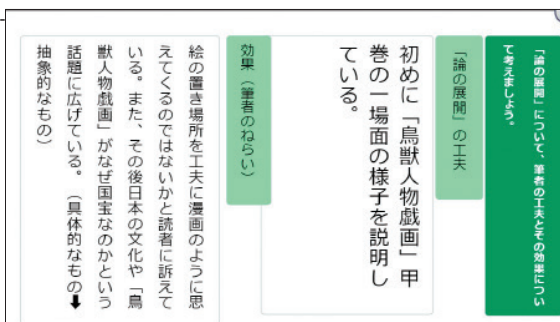 「論の展開」について、筆者の工夫とその効果につい
て考えましょう。
「論の展開」の工夫
初めに「鳥獣人物戯画」甲
巻の一場面の様子を説明し
ている。
効果（筆者のねらい）
絵の置き場所を工夫に漫画のように思
えてくるのではないかと読者に訴えて
いる。また、その後日本の文化や「鳥
獣人物戯画」がなぜ国宝なのかという
話題に広げている。（具体的なもの➡
抽象的なもの）